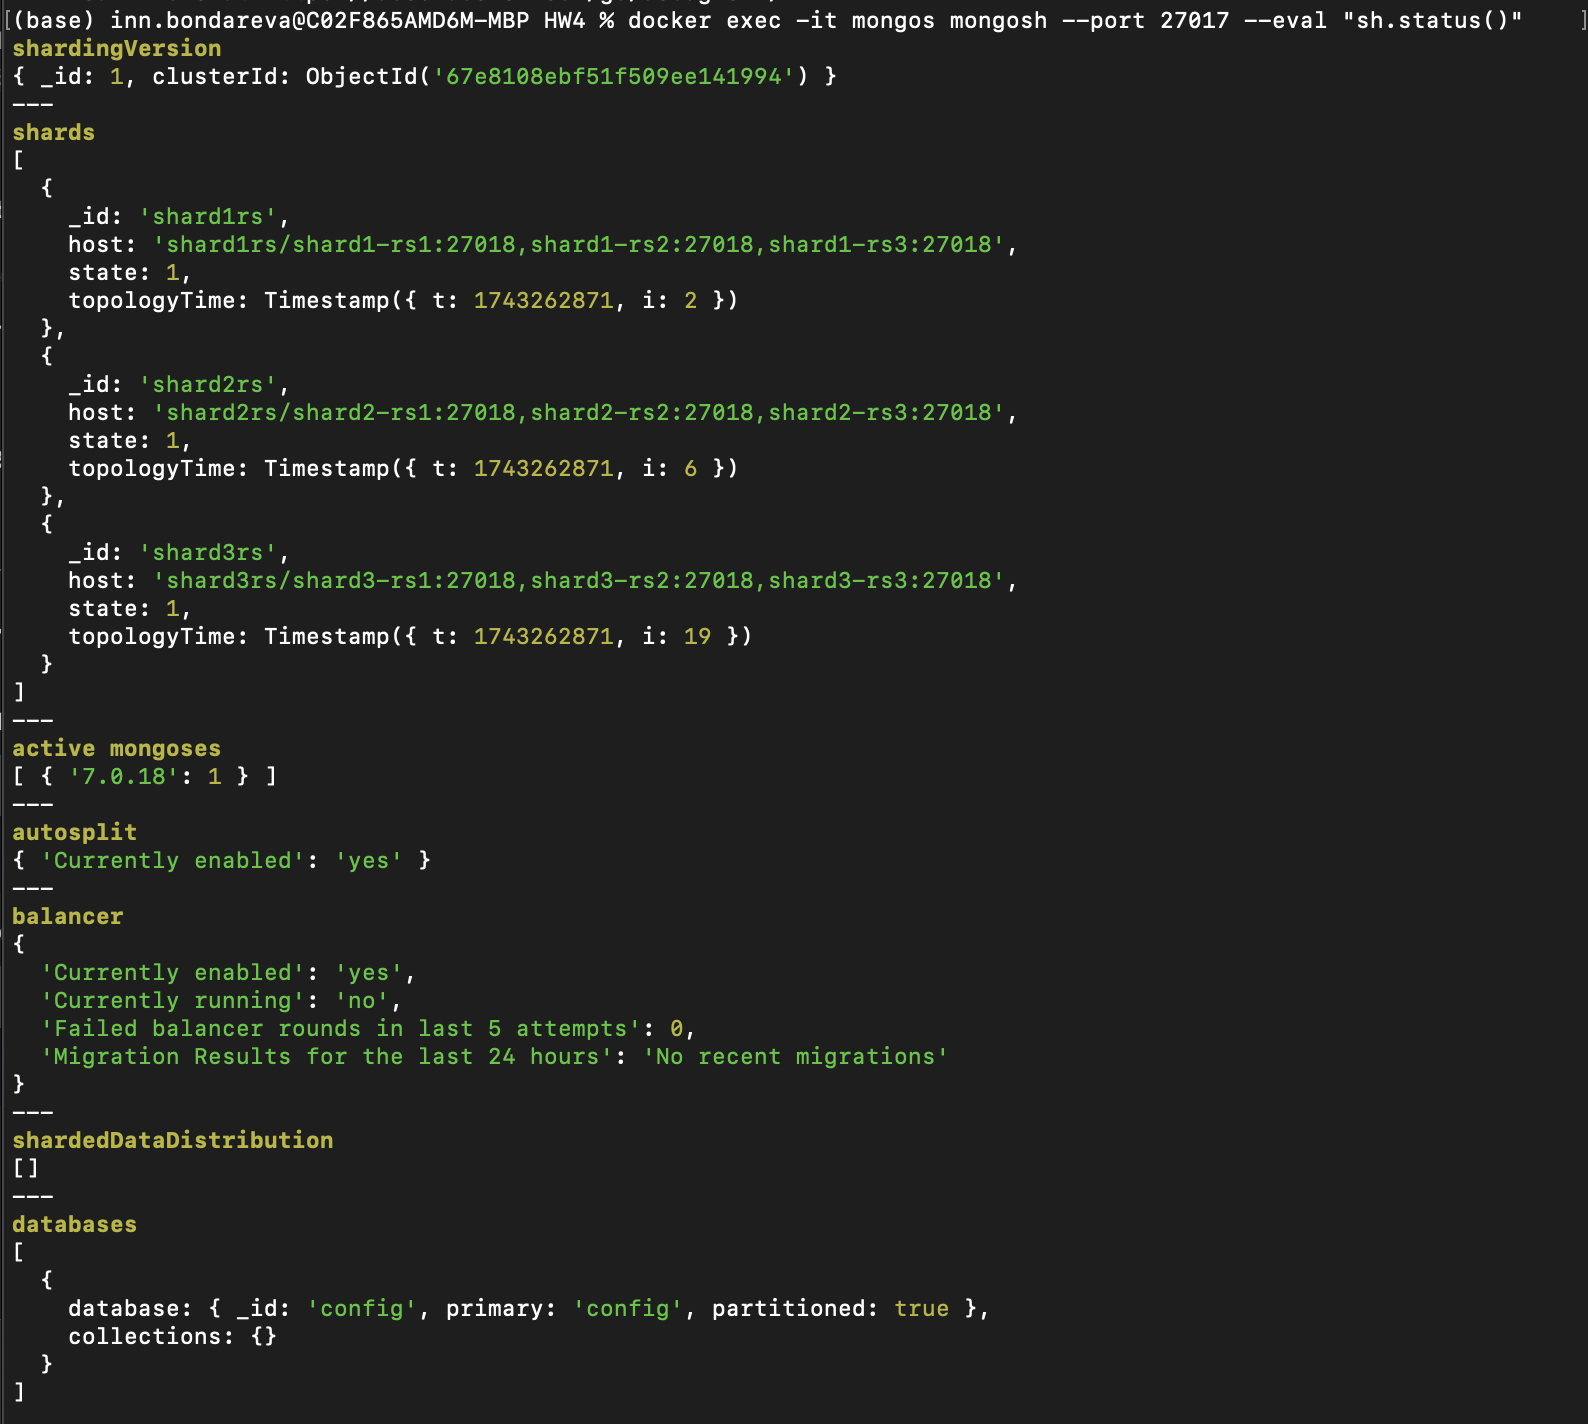 (base) inn.bondareva@C02F865AMD6M-MBP HW4 % docker exec -it mongos mongosh --port 27017 --eval "sh.status()"
shardingVersion
{ _id: 1, clusterId: ObjectId('67e8108ebf51f509ee141994') }
---
shards
[
  {
    _id: 'shard1rs',
    host: 'shard1rs/shard1-rs1:27018,shard1-rs2:27018,shard1-rs3:27018',
    state: 1,
    topologyTime: Timestamp({ t: 1743262871, i: 2 })
  },
  {
    _id: 'shard2rs',
    host: 'shard2rs/shard2-rs1:27018,shard2-rs2:27018,shard2-rs3:27018',
    state: 1,
    topologyTime: Timestamp({ t: 1743262871, i: 6 })
  },
  {
    _id: 'shard3rs',
    host: 'shard3rs/shard3-rs1:27018,shard3-rs2:27018,shard3-rs3:27018',
    state: 1,
    topologyTime: Timestamp({ t: 1743262871, i: 19 })
  }
]
---
active mongoses
[ { '7.0.18': 1 } ]
---
autosplit
{ 'Currently enabled': 'yes' }
---
balancer
{
  'Currently enabled': 'yes',
  'Currently running': 'no',
  'Failed balancer rounds in last 5 attempts': 0,
  'Migration Results for the last 24 hours': 'No recent migrations'
}
---
shardedDataDistribution
[]
---
databases
[
  {
    database: { _id: 'config', primary: 'config', partitioned: true },
    collections: {}
  }
]